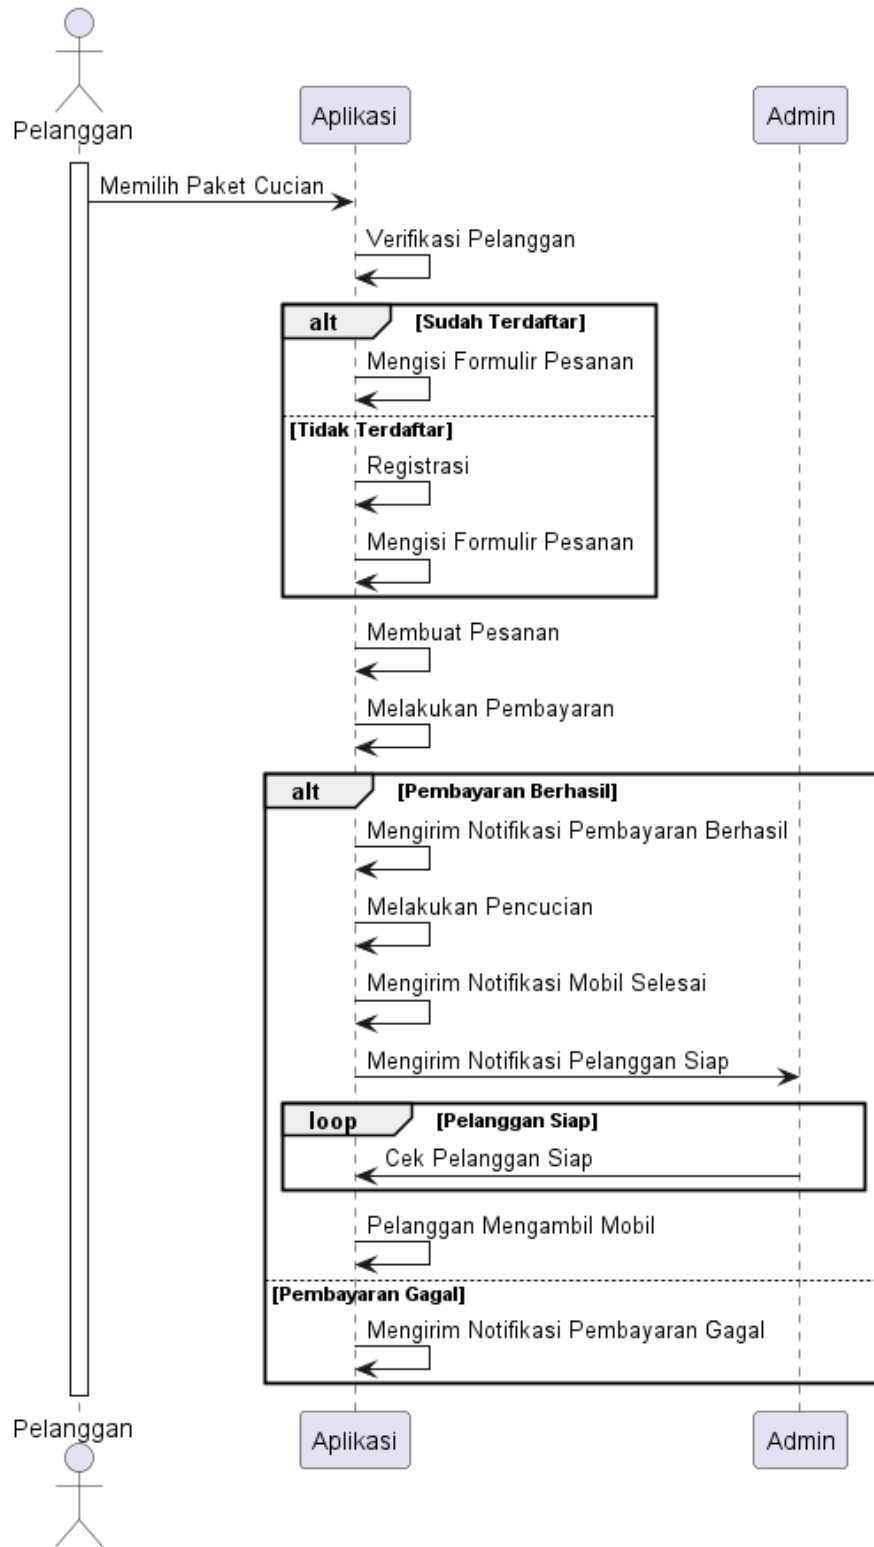 Pelanggan
Aplikasi
Admin
Memilih Paket Cucian
Verifikasi Pelanggan
alt [Sudah Terdaftar]
Mengisi Formulir Pesanan
[Tidak Terdaftar]
Registrasi
Mengisi Formulir Pesanan
Membuat Pesanan
Melakukan Pembayaran
alt [Pembayaran Berhasil]
Mengirim Notifikasi Pembayaran Berhasil
Melakukan Pencucian
Mengirim Notifikasi Mobil Selesai
Mengirim Notifikasi Pelanggan Siap
loop [Pelanggan Siap]
Cek Pelanggan Siap
Pelanggan Mengambil Mobil
[Pembayaran Gagal]
Mengirim Notifikasi Pembayaran Gagal
Pelanggan
Aplikasi
Admin